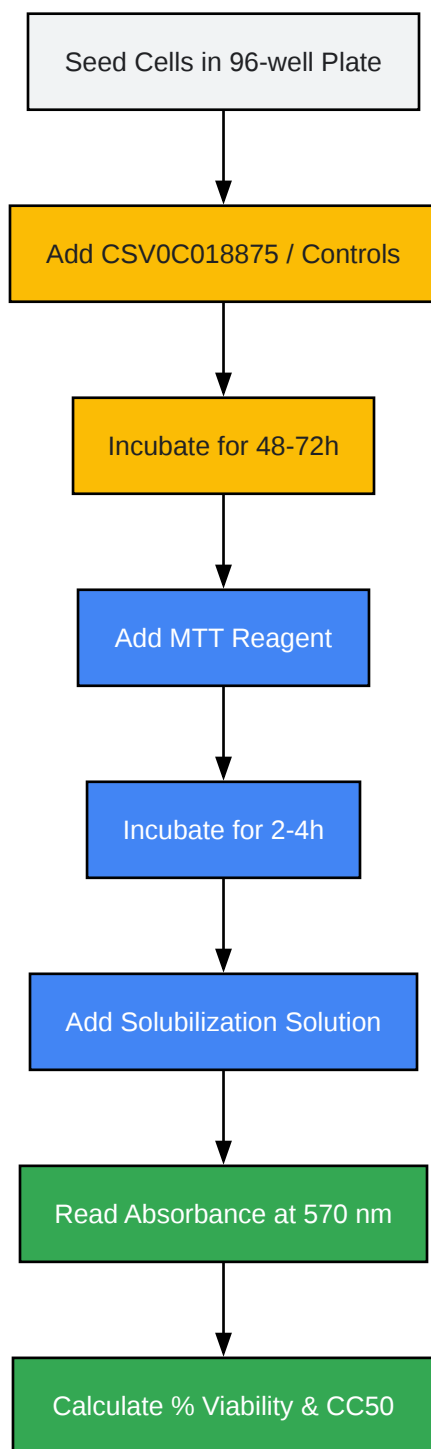 Seed Cells in 96-well Plate
Add CSV0C018875 / Controls
Incubate for 48-72h
Add MTT Reagent
Incubate for 2-4h
Add Solubilization Solution
Read Absorbance at 570 nm
Calculate % Viability & CC50